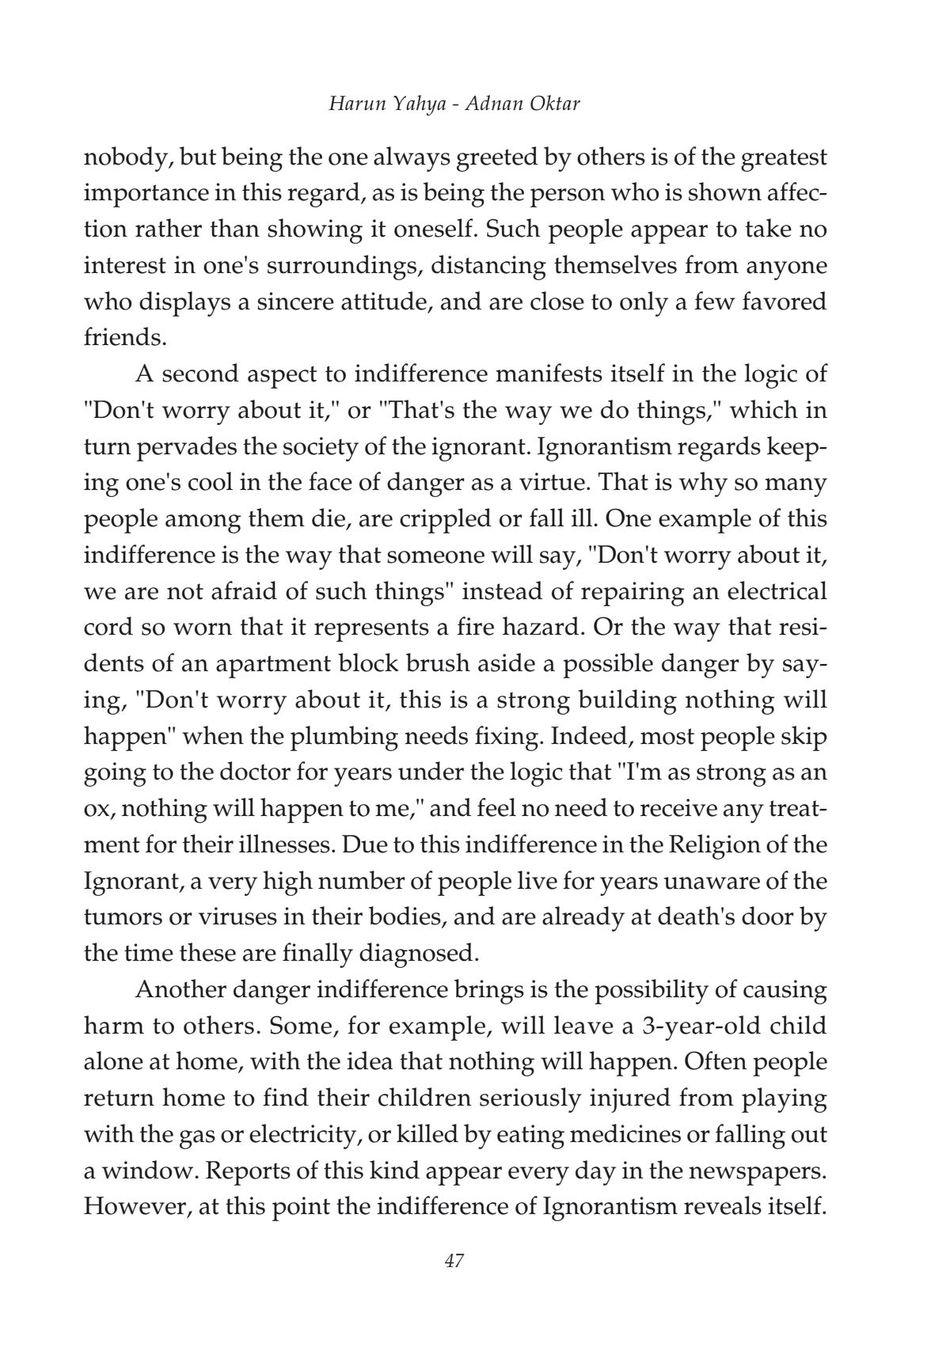 Harun Yahya - Adnan Oktar
nobody, but being the one always greeted by others is of the greatest
importance in this regard, as is being the person who is shown affec-
tion rather than showing it oneself. Such people appear to take no
interest in one's surroundings, distancing themselves from anyone
who displays a sincere attitude, and are close to only a few favored
friends.
A second aspect to indifference manifests itself in the logic of
"Don't worry about it," or "That's the way we do things," which in
turn pervades the society of the ignorant. Ignorantism regards keep-
ing one's cool in the face of danger as a virtue. That is why so many
people among them die, are crippled or fall ill. One example of this
indifference is the way that someone will say, "Don't worry about it,
we are not afraid of such things" instead of repairing an electrical
cord so worn that it represents a fire hazard. Or the way that resi-
dents of an apartment block brush aside a possible danger by say-
ing, "Don't worry about it, this is a strong building nothing will
happen" when the plumbing needs fixing. Indeed, most people skip
going to the doctor for years under the logic that "I'm as strong as an
ox, nothing will happen to me," and feel no need to receive any treat-
ment for their illnesses. Due to this indifference in the Religion of the
Ignorant, a very high number of people live for years unaware of the
tumors or viruses in their bodies, and are already at death's door by
the time these are finally diagnosed.
Another danger indifference brings is the possibility of causing
harm to others. Some, for example, will leave a 3-year-old child
alone at home, with the idea that nothing will happen. Often people
return home to find their children seriously injured from playing
with the gas or electricity, or killed by eating medicines or falling out
a window. Reports of this kind appear every day in the newspapers.
However, at this point the indifference of Ignorantism reveals itself.
47